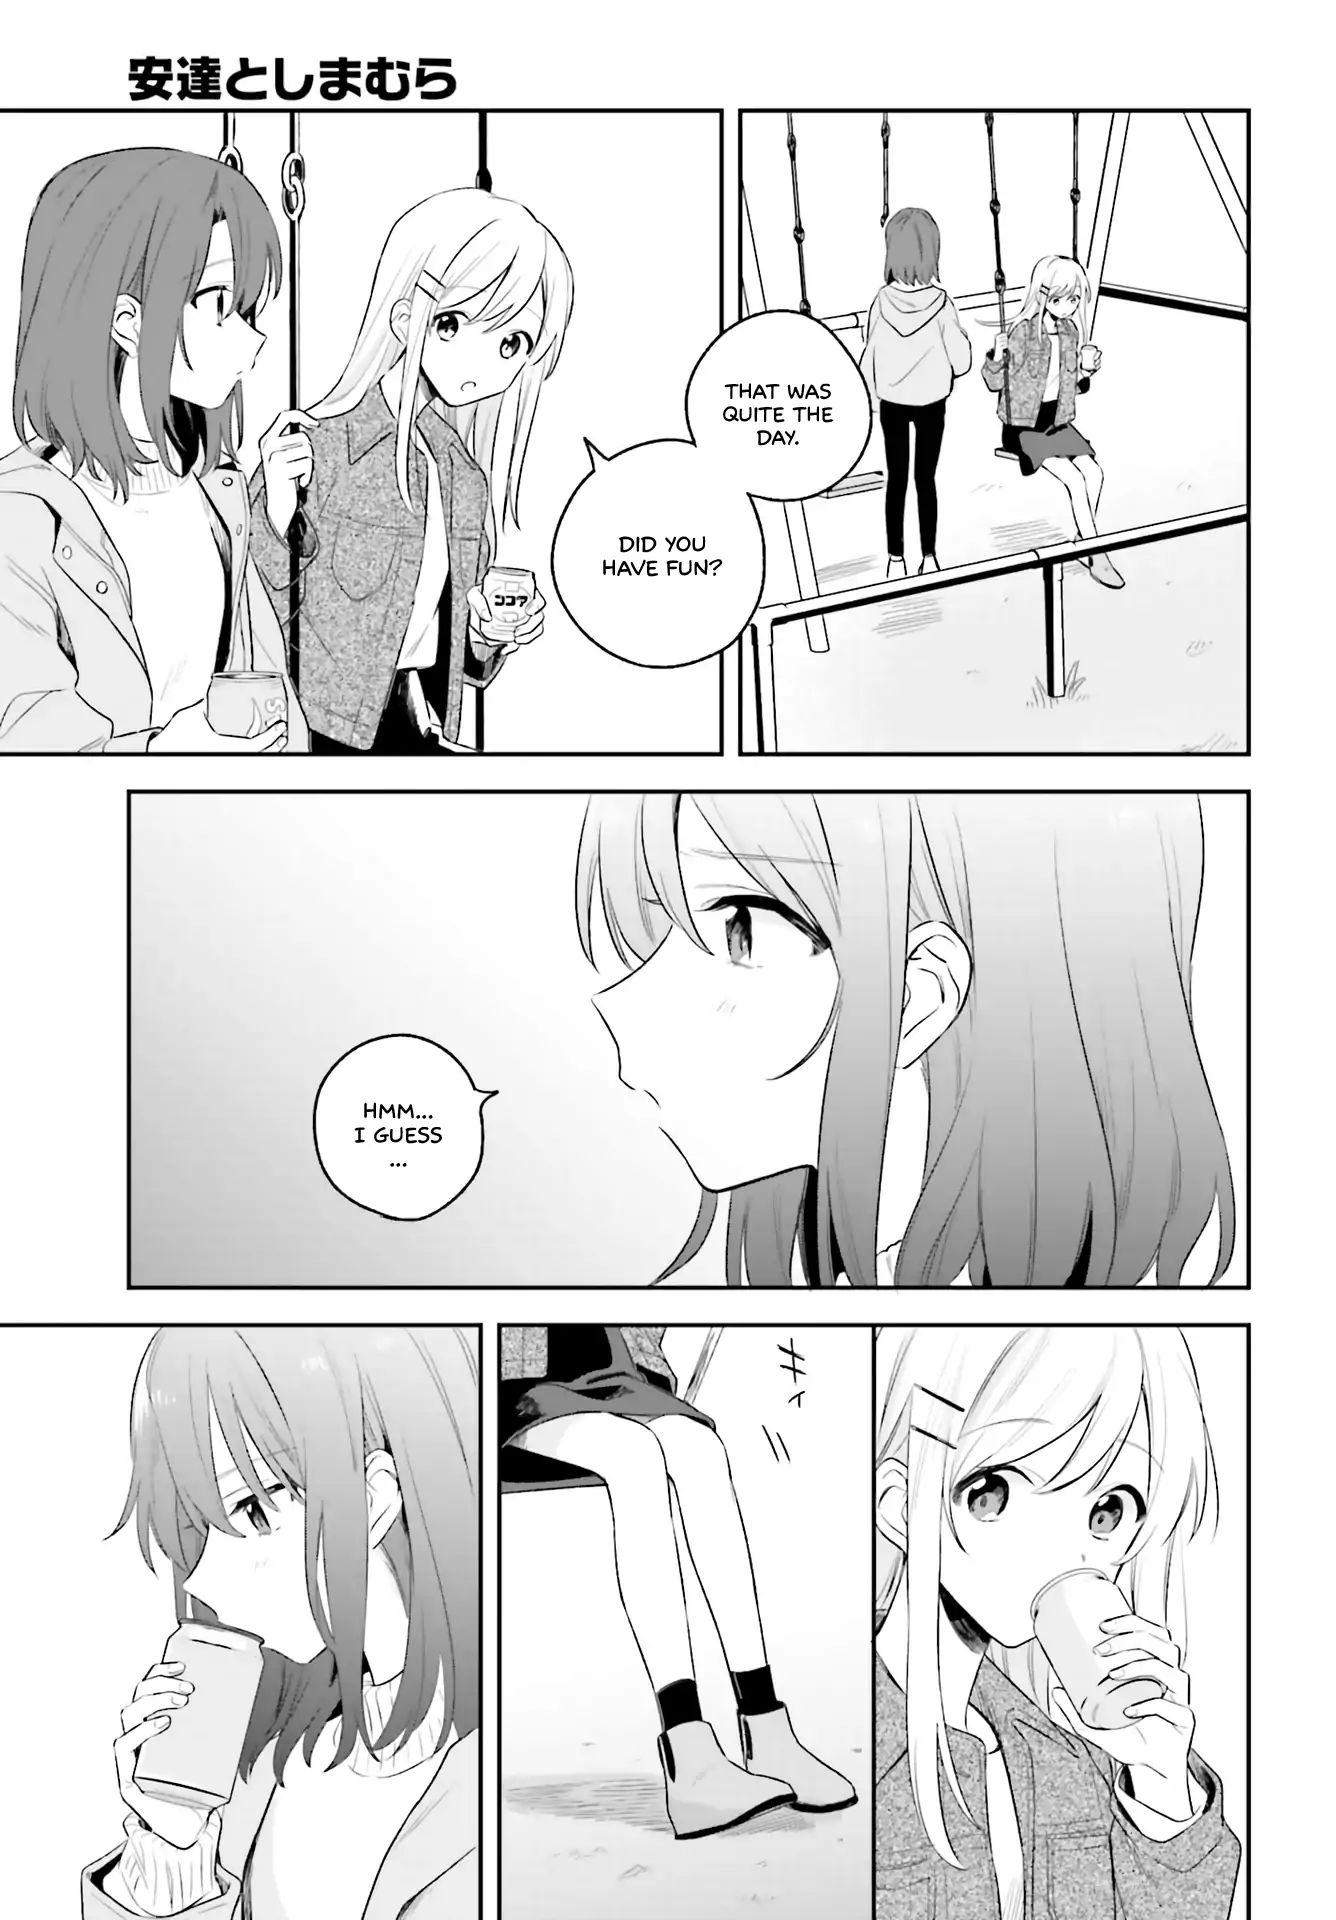 安達としまむら
THAT WAS
QUITE THE
DAY.
DID YOU
HAVE FUN?
ココア
S
HMM...
I GUESS
...
キィ